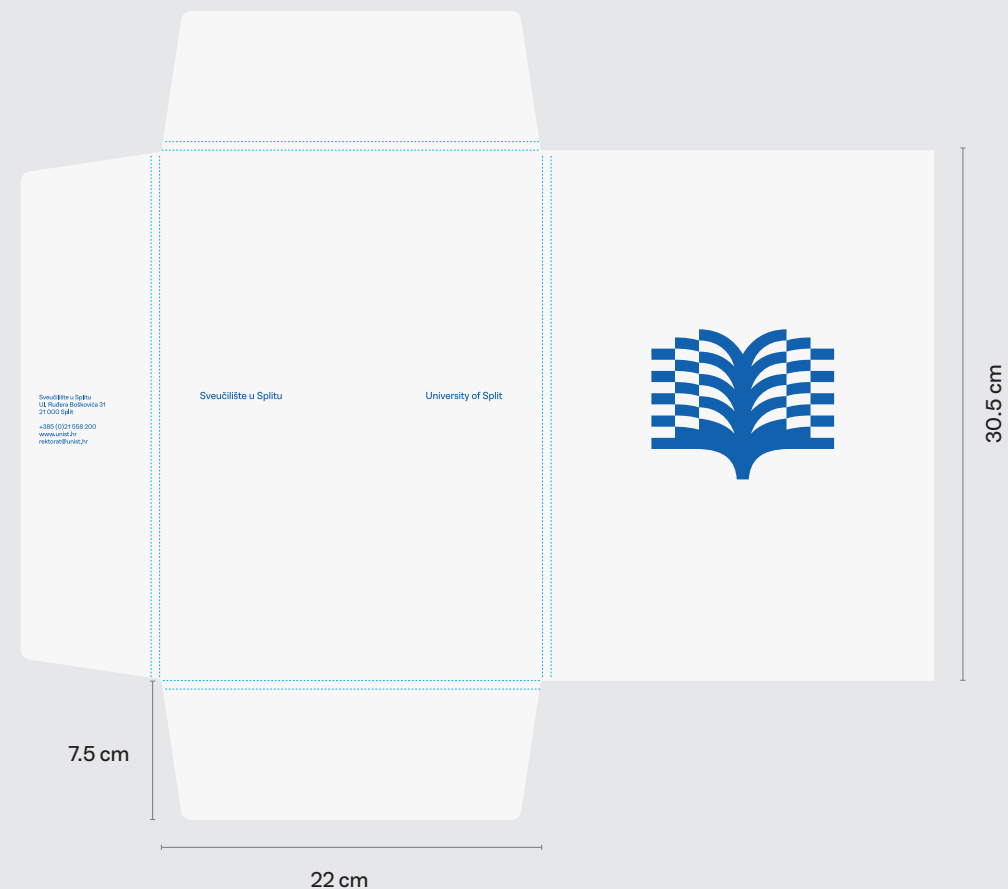 Sveučilište u Splitu
Ul. Ruđera Boškovića 31
21 000 Split
+385 (0)21 558 200
www.unist.hr
rektorat@unist.hr
Sveučilište u Splitu
University of Split
30.5 cm
7.5 cm
22 cm